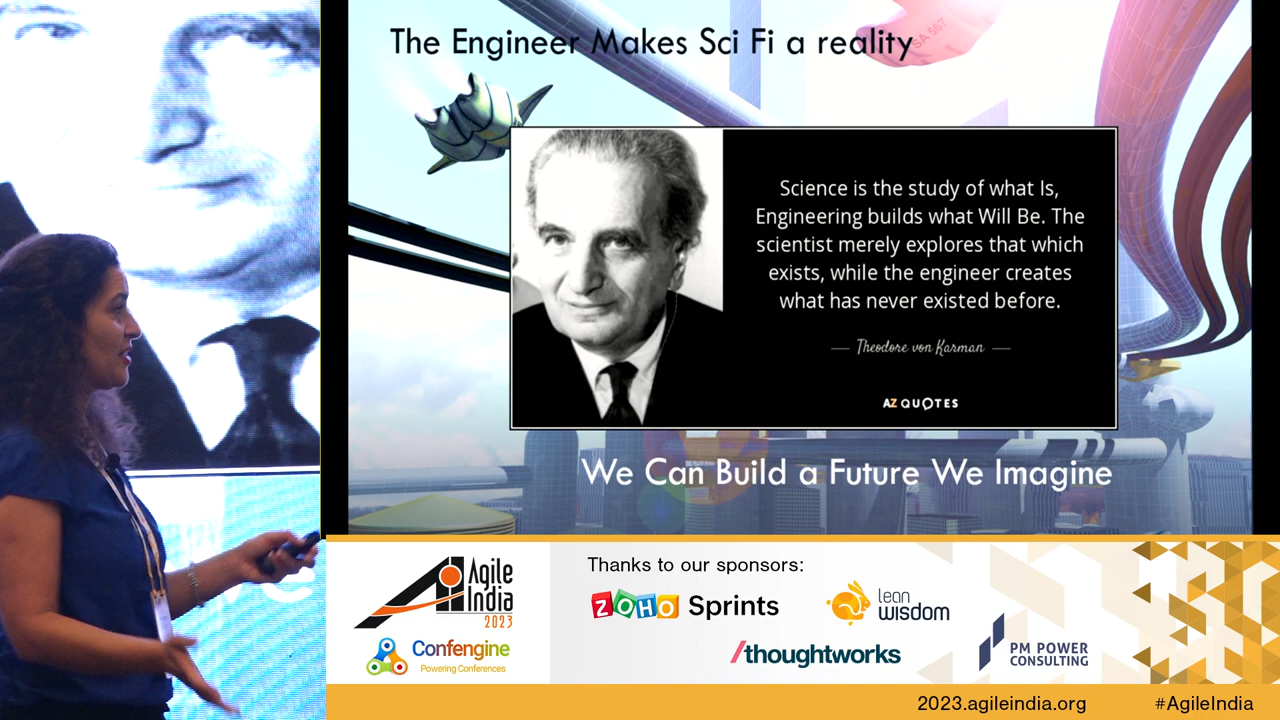 The Engineer Makes Sci Fi a reality
Science is the study of what Is,
Engineering builds what Will Be. The
scientist merely explores that which
exists, while the engineer creates
what has never existed before.
Theodore von Karman
AZ QUOTES
We Can Build a Future We Imagine
Agile
India
2023
Confengine
Powering Conferences
Thanks to our sponsors:
ZOHO Sprints
lean
wisdom
/thoughtworks
PM POWER
CONSULTING
2023.agileindia.org
#AgileIndia